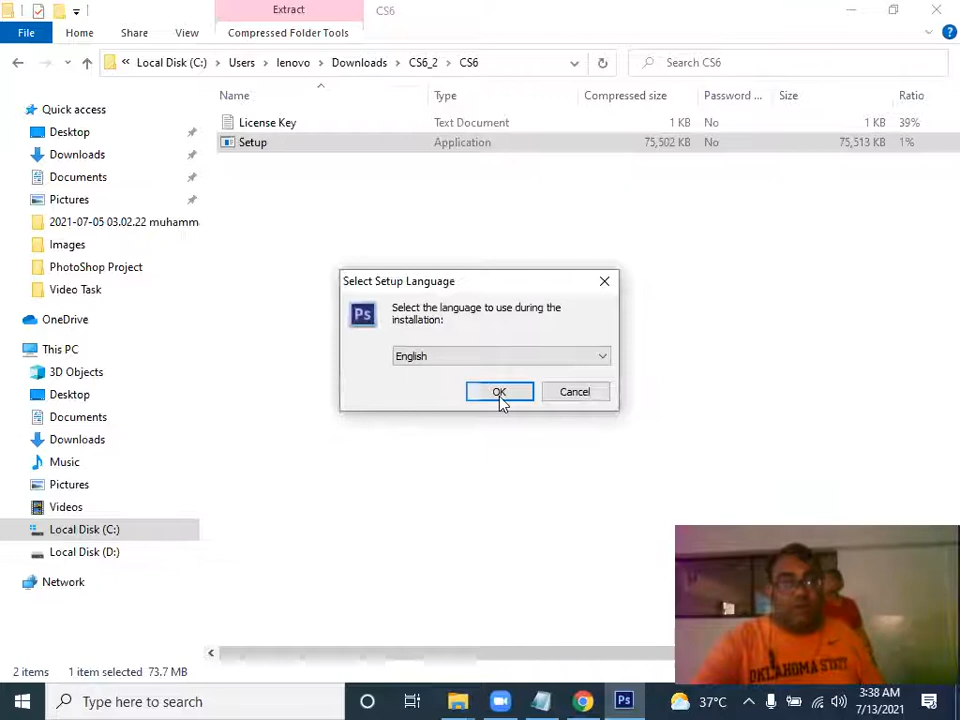 Extract
CS6
File
Home
Share
View
Compressed Folder Tools
« Local Disk (C:) > Users > lenovo > Downloads > CS6_2 > CS6
Search CS6
Name
Type
Compressed size
Password ...
Size
Ratio
License Key
Text Document
1 KB
No
1 KB
39%
Setup
Application
75,502 KB
No
75,513 KB
1%
Quick access
Desktop
Downloads
Documents
Pictures
2021-07-05 03.02.22 muhamm
Images
PhotoShop Project
Video Task
OneDrive
This PC
3D Objects
Desktop
Documents
Downloads
Music
Pictures
Videos
Local Disk (C:)
Local Disk (D:)
Network
Select Setup Language
Ps
Select the language to use during the
installation:
English
OK
Cancel
OKLAHOMA STATE
2 items
1 item selected 73.7 MB
Type here to search
Ps
37°C
3:38 AM
7/13/2021